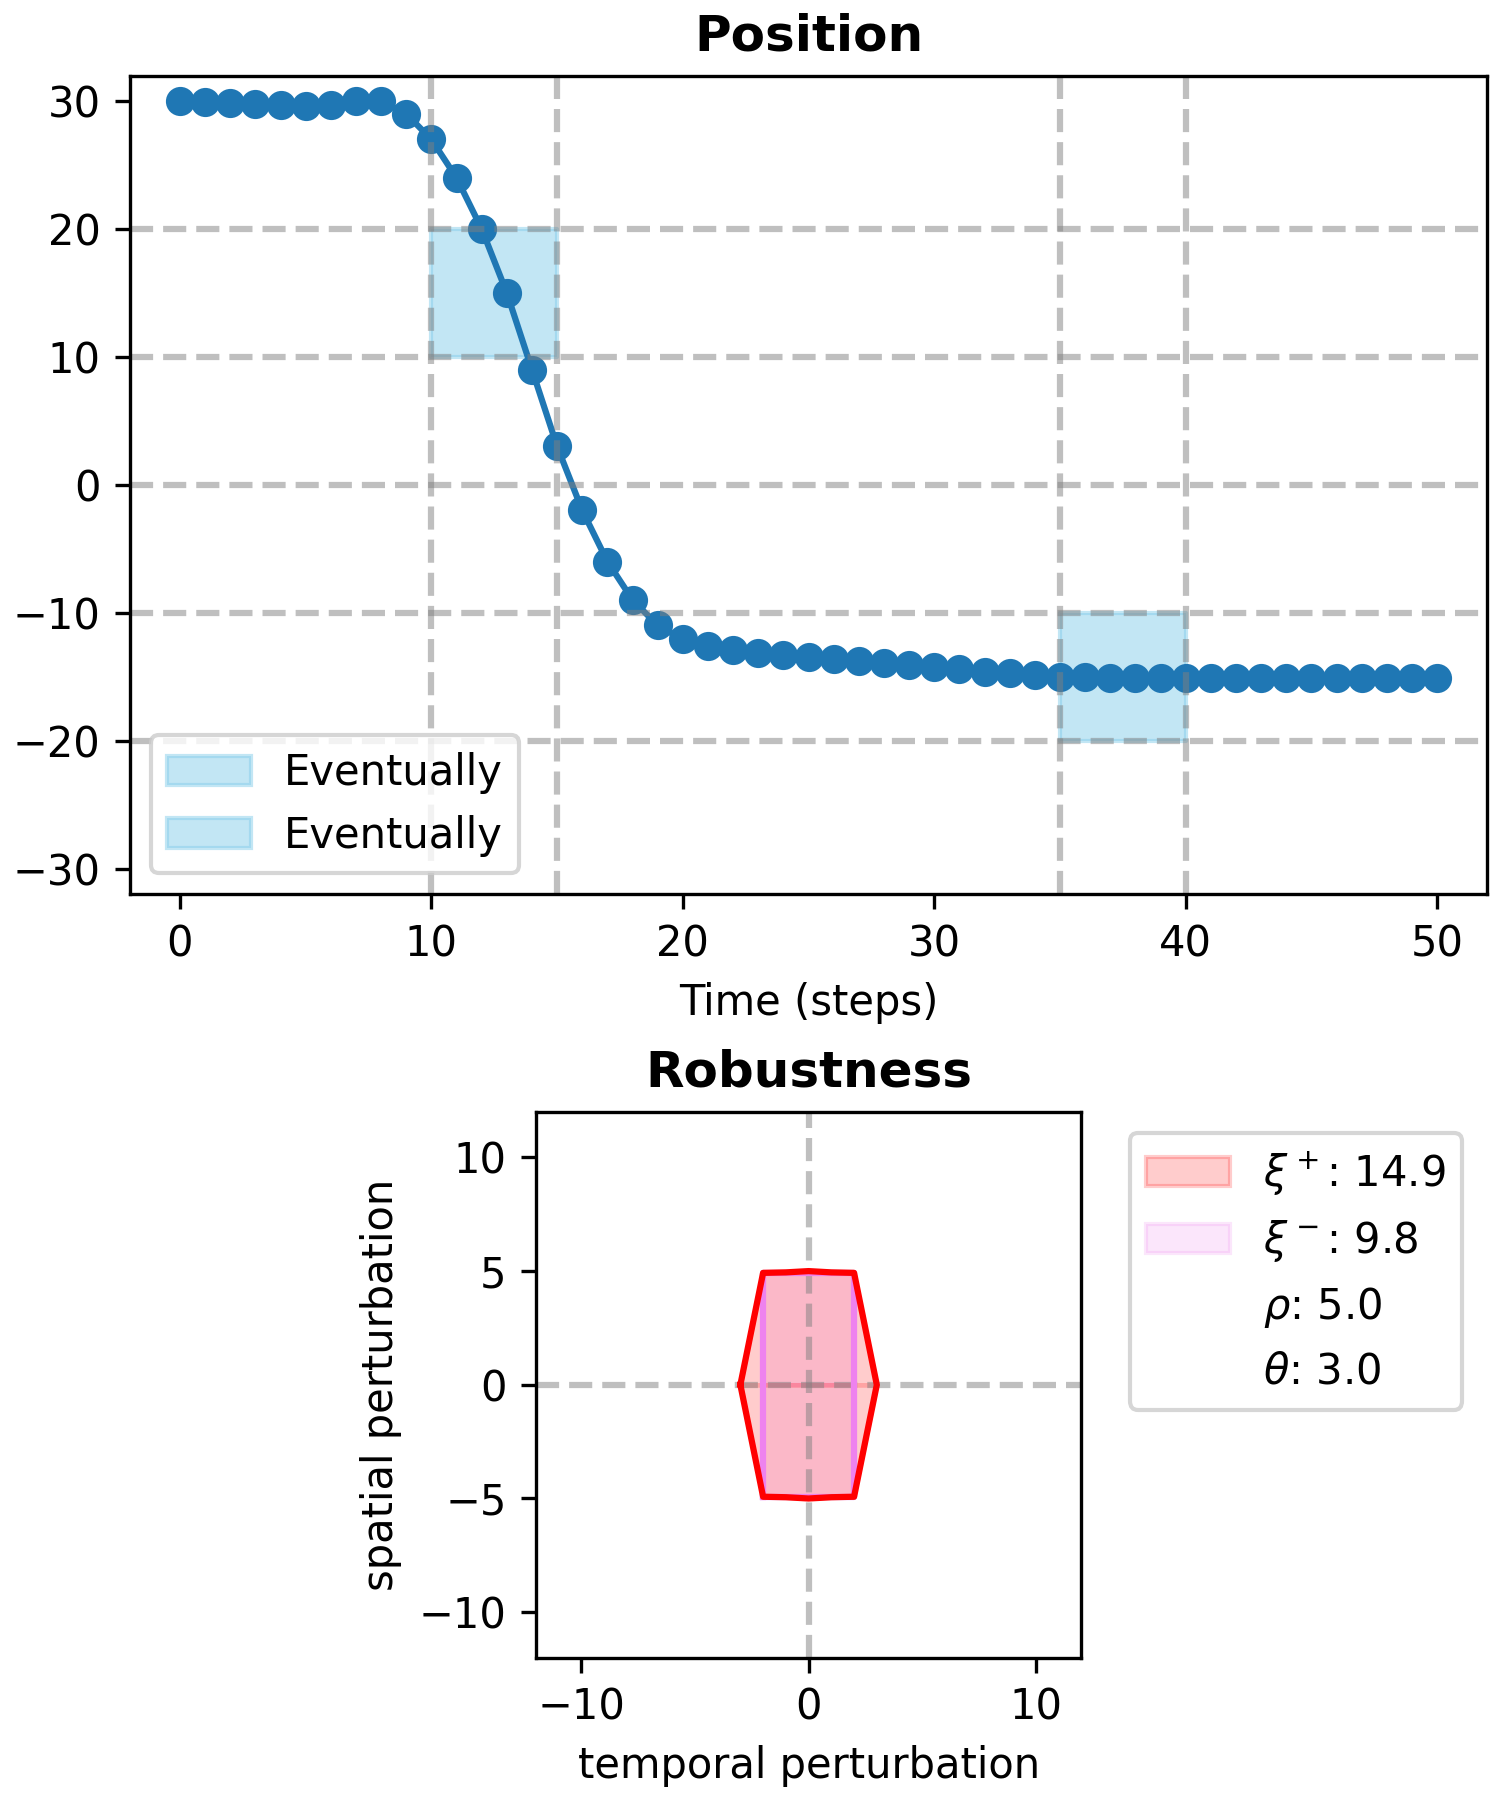 Position
30
20
10
0
−10
−20
−30
Eventually
Eventually
0 10 20 30 40 50
Time (steps)
Robustness
spatial perturbation
10
5
0
−5
−10
−10 0 10
temporal perturbation
ξ⁺: 14.9
ξ⁻: 9.8
ρ: 5.0
θ: 3.0